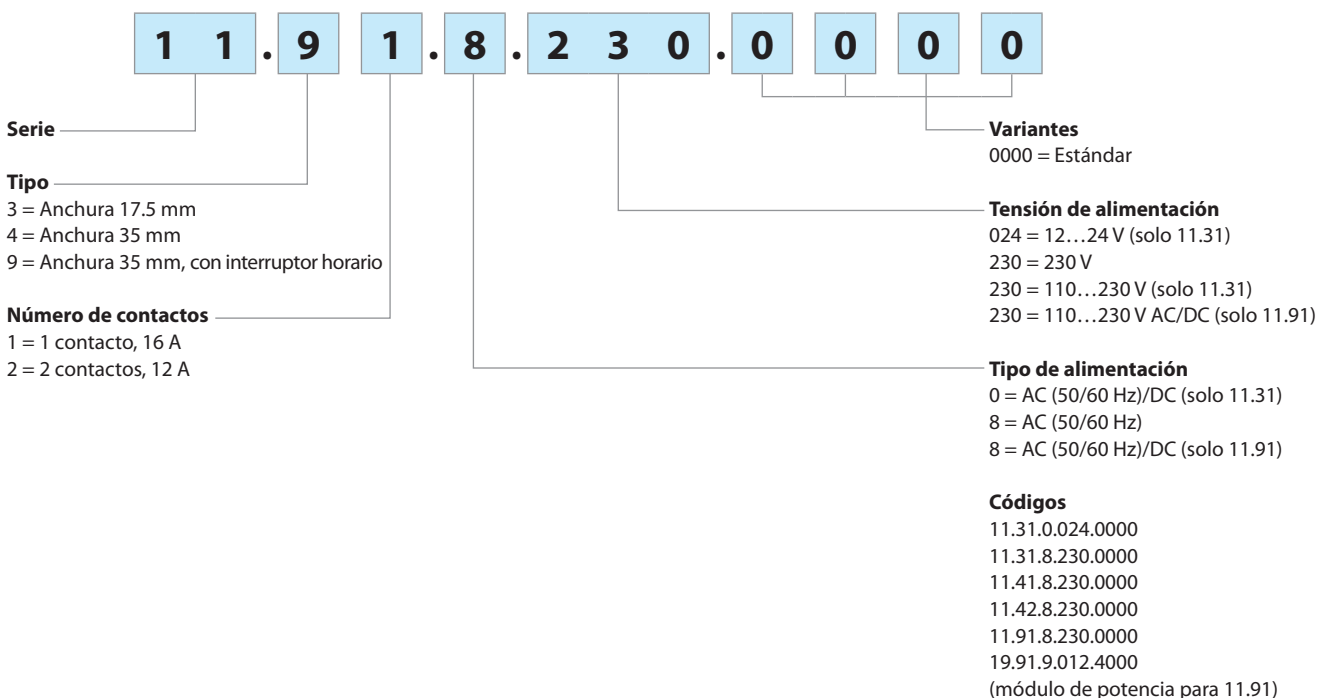 1 1 . 9 1 . 8 . 2 3 0 . 0 0 0 0
Serie
Tipo
3 = Anchura 17.5 mm
4 = Anchura 35 mm
9 = Anchura 35 mm, con interruptor horario
Número de contactos
1 = 1 contacto, 16 A
2 = 2 contactos, 12 A
Variantes
0000 = Estándar
Tensión de alimentación
024 = 12…24 V (solo 11.31)
230 = 230 V
230 = 110…230 V (solo 11.31)
230 = 110…230 V AC/DC (solo 11.91)
Tipo de alimentación
0 = AC (50/60 Hz)/DC (solo 11.31)
8 = AC (50/60 Hz)
8 = AC (50/60 Hz)/DC (solo 11.91)
Códigos
11.31.0.024.0000
11.31.8.230.0000
11.41.8.230.0000
11.42.8.230.0000
11.91.8.230.0000
19.91.9.012.4000
(módulo de potencia para 11.91)